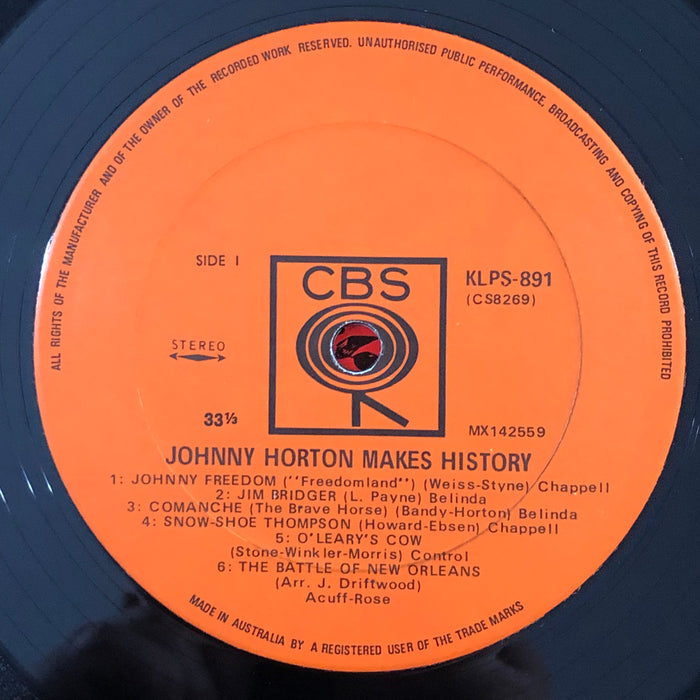 ALL RIGHTS OF THE MANUFACTURER AND OF THE OWNER OF THE RECORDED WORK RESERVED. UNAUTHORISED PUBLIC PERFORMANCE, BROADCASTING AND COPYING OF THIS RECORD PROHIBITED
SIDE I
CBS
KLPS-891
(CS8269)
STEREO
33⅓
MX142559
JOHNNY HORTON MAKES HISTORY
1: JOHNNY FREEDOM (''Freedomland'') (Weiss-Styne) Chappell
2: JIM BRIDGER (L. Payne) Belinda
3: COMANCHE (The Brave Horse) (Bandy-Horton) Belinda
4: SNOW-SHOE THOMPSON (Howard-Ebsen) Chappell
5: O'LEARY'S COW
(Stone-Winkler-Morris) Control
6: THE BATTLE OF NEW ORLEANS
(Arr. J. Driftwood)
Acuff-Rose
MADE IN AUSTRALIA BY A REGISTERED USER OF THE TRADE MARKS